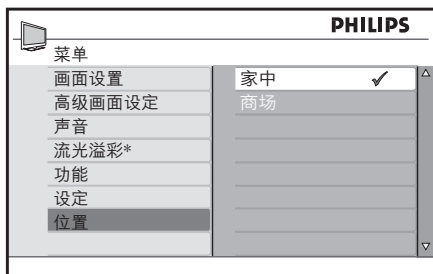 PHILIPS
菜单
画面设置
家中 ✓
高级画面设定
商场
声音
流光溢彩*
功能
设定
位置